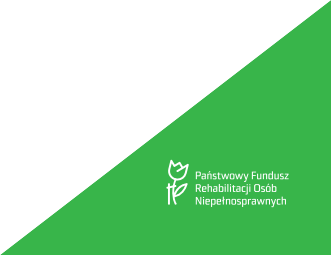 Państwowy Fundusz
Rehabilitacji Osób
Niepełnosprawnych